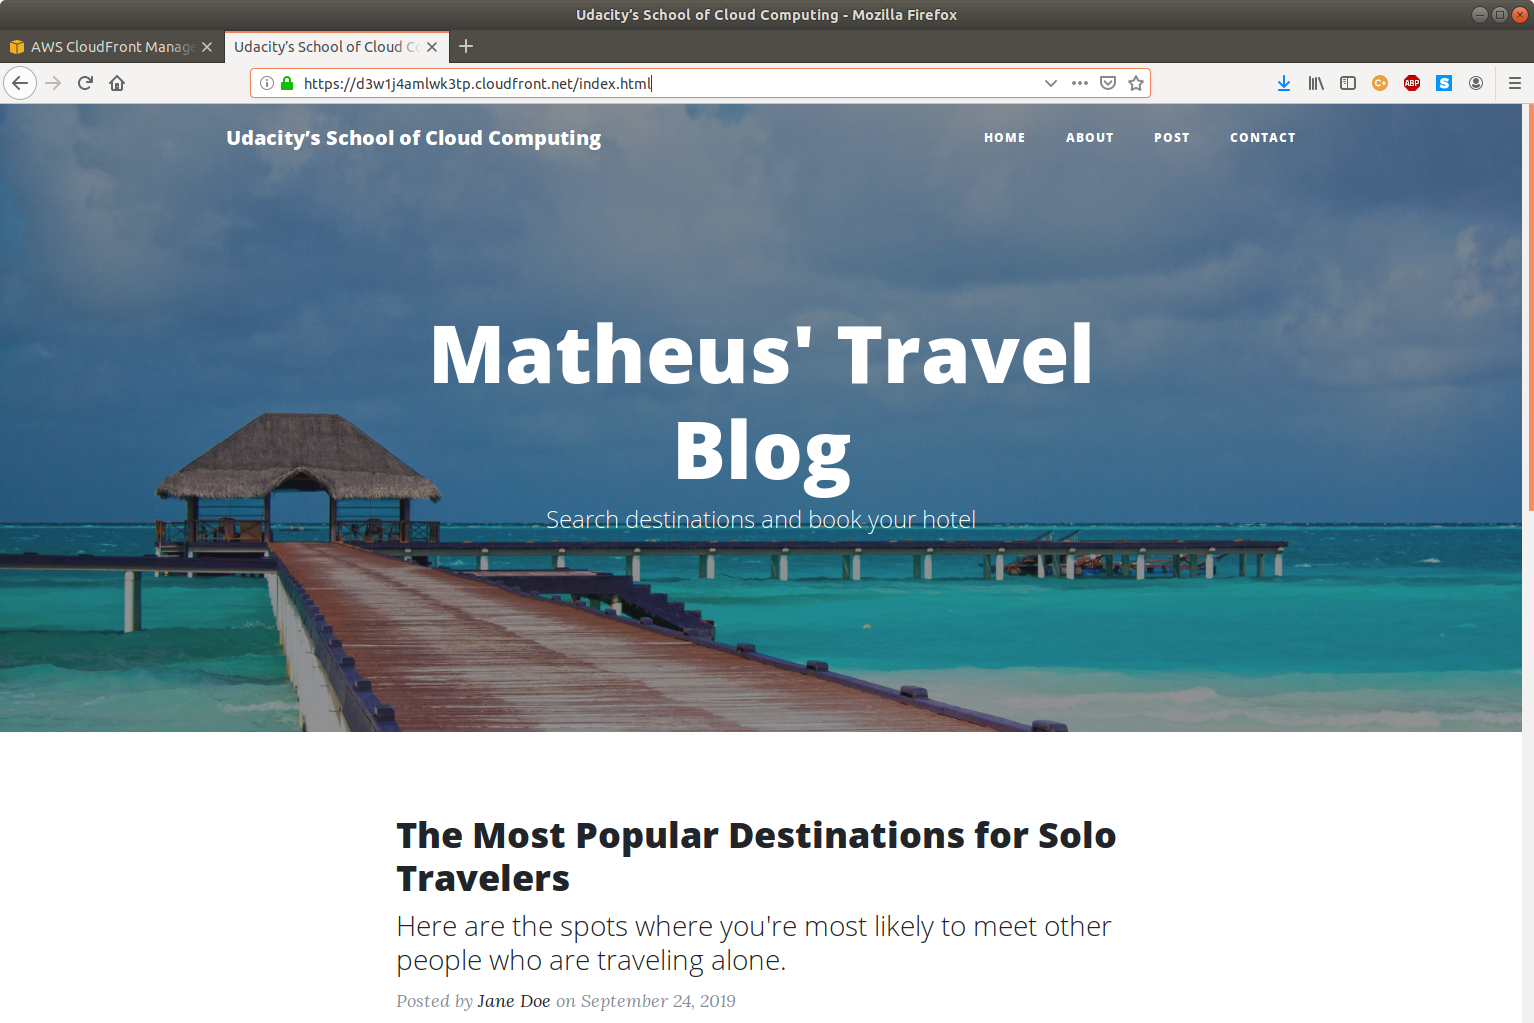 Udacity’s School of Cloud Computing - Mozilla Firefox
AWS CloudFront Manage
Udacity’s School of Cloud Co
https://d3w1j4amlwk3tp.cloudfront.net/index.html
C+
ABP
S
Udacity’s School of Cloud Computing
HOME
ABOUT
POST
CONTACT
Matheus' Travel
Blog
Search destinations and book your hotel
The Most Popular Destinations for Solo
Travelers
Here are the spots where you're most likely to meet other
people who are traveling alone.
Posted by Jane Doe on September 24, 2019